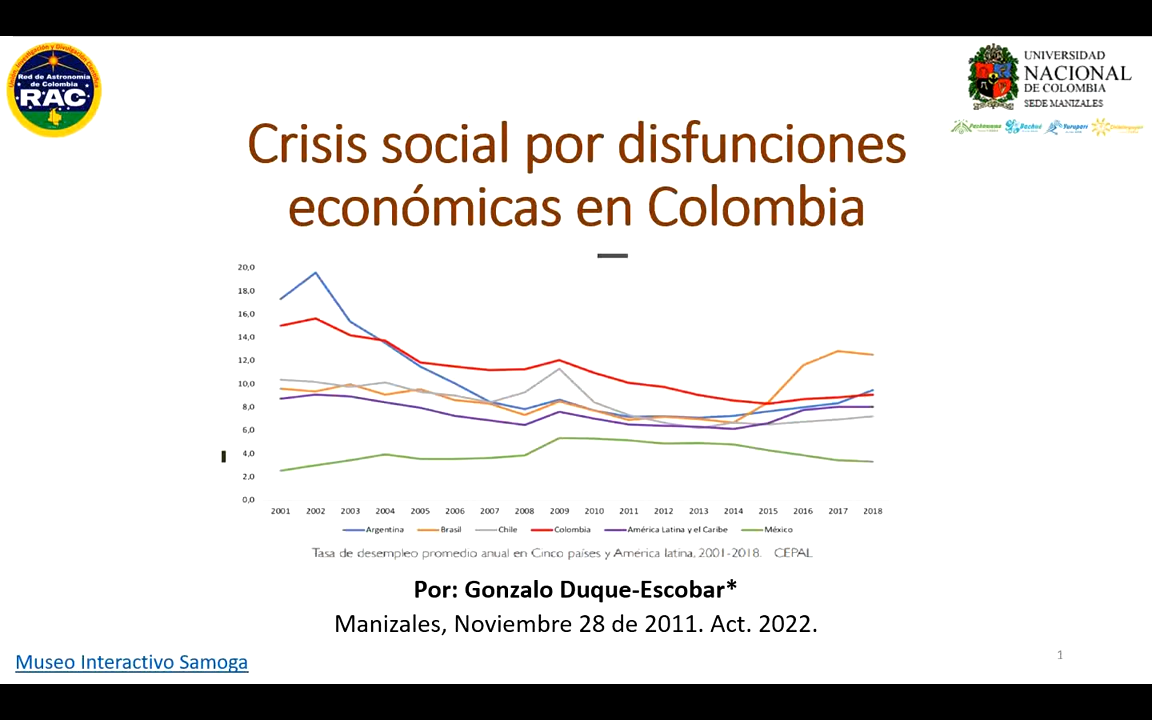 Unidad Investigación y Divulgación Científica
Red de Astronomía
de Colombia
RAC
UNIVERSIDAD
NACIONAL
DE COLOMBIA
SEDE MANIZALES
Crisis social por disfunciones
económicas en Colombia
20,0
18,0
16,0
14,0
12,0
10,0
8,0
6,0
4,0
2,0
0,0
2001 2002 2003 2004 2005 2006 2007 2008 2009 2010 2011 2012 2013 2014 2015 2016 2017 2018
Argentina Brasil Chile Colombia América Latina y el Caribe México
Tasa de desempleo promedio anual en Cinco países y América latina, 2001-2018. CEPAL
Por: Gonzalo Duque-Escobar*
Manizales, Noviembre 28 de 2011. Act. 2022.
Museo Interactivo Samoga
1